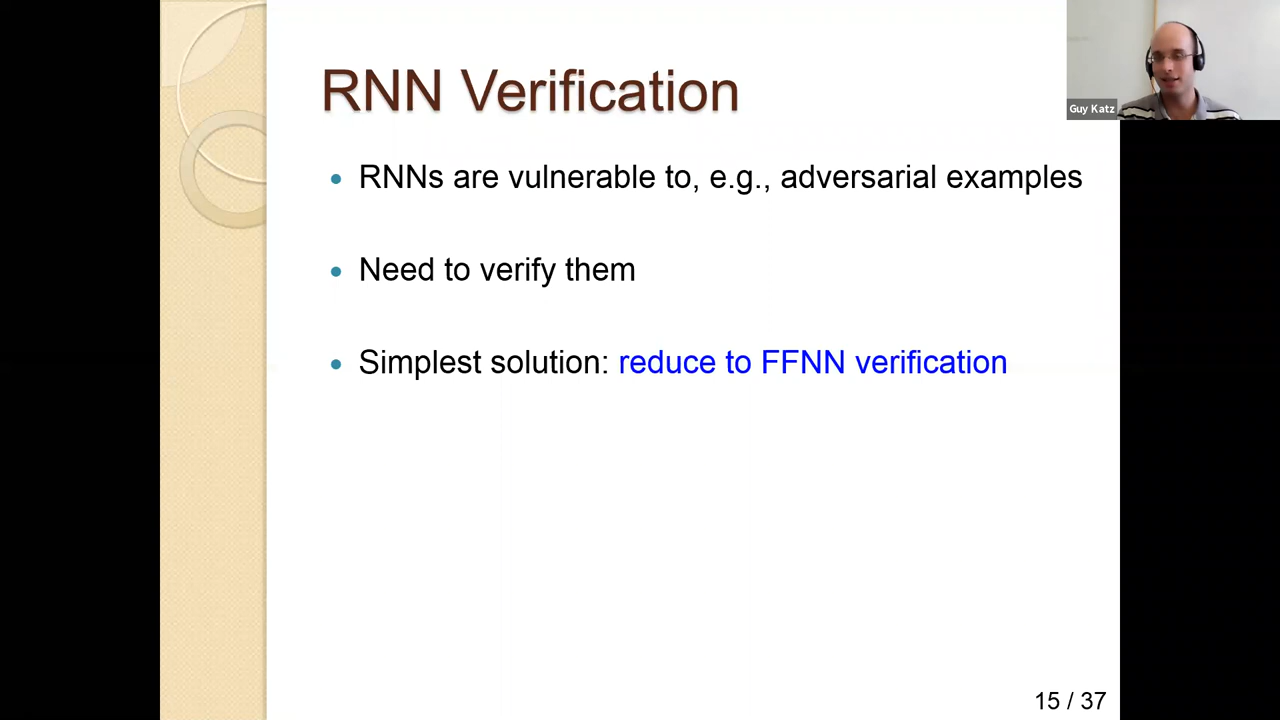 RNN Verification
Guy Katz
RNNs are vulnerable to, e.g., adversarial examples
Need to verify them
Simplest solution: reduce to FFNN verification
15 / 37